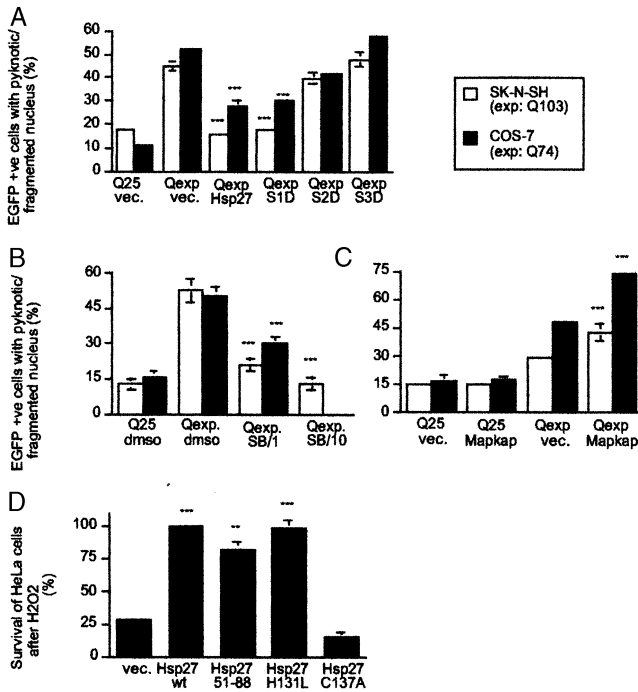 A
EGFP +ve cells with pyknotic/
fragmented nucleus (%)
60
50
40
30
20
10
0
***
***
***
***
Q25
vec.
Qexp
vec.
Qexp
Hsp27
Qexp
S1D
Qexp
S2D
Qexp
S3D
SK-N-SH
(exp: Q103)
COS-7
(exp: Q74)
B
EGFP +ve cells with pyknotic/
fragmented nucleus (%)
60
45
30
15
0
***
***
***
Q25
dmso
Qexp.
dmso
Qexp.
SB/1
Qexp.
SB/10
C
75
60
45
30
15
0
***
***
Q25
vec.
Q25
Mapkap
Qexp
vec.
Qexp
Mapkap
D
Survival of HeLa cells
after H2O2
(%)
100
75
50
25
0
***
**
***
vec.
Hsp27
wt
Hsp27
51-88
Hsp27
H131L
Hsp27
C137A